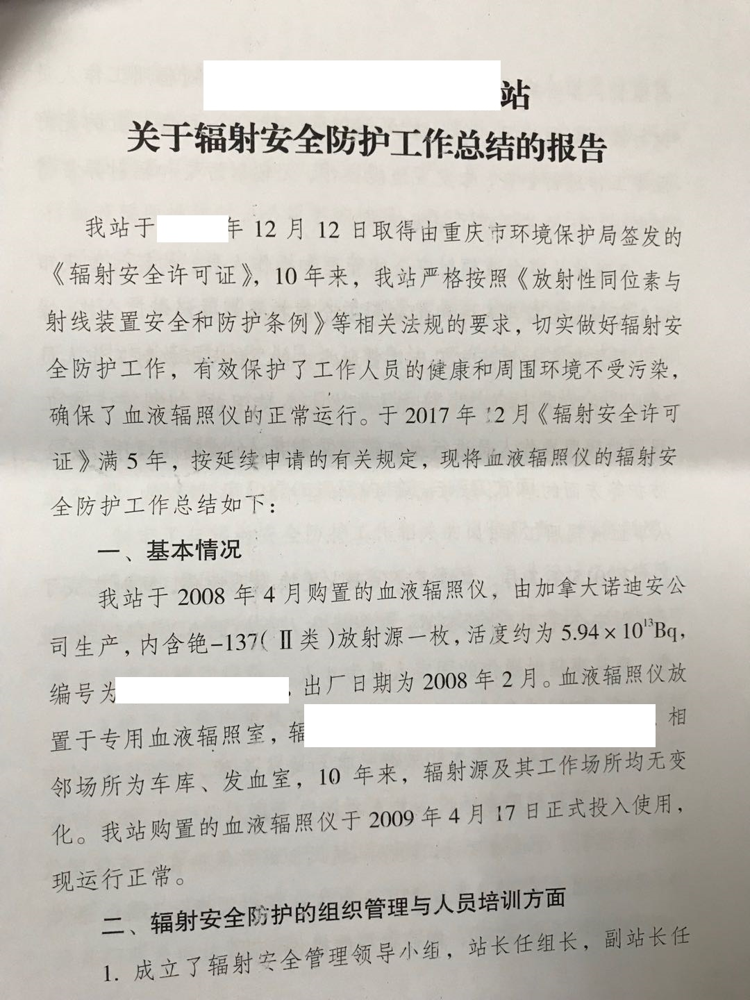 站
关于辐射安全防护工作总结的报告
我站于 年 12 月 12 日取得由重庆市环境保护局签发的
《辐射安全许可证》，10 年来，我站严格按照《放射性同位素与
射线装置安全和防护条例》等相关法规的要求，切实做好辐射安
全防护工作，有效保护了工作人员的健康和周围环境不受污染，
确保了血液辐照仪的正常运行。于 2017 年 12 月《辐射安全许可
证》满 5 年，按延续申请的有关规定，现将血液辐照仪的辐射安
全防护工作总结如下：
一、基本情况
我站于 2008 年 4 月购置的血液辐照仪，由加拿大诺迪安公
司生产，内含铯-137（Ⅱ类）放射源一枚，活度约为 5.94×10¹³Bq，
编号为 ，出厂日期为 2008 年 2 月。血液辐照仪放
置于专用血液辐照室，辐 相
邻场所为车库、发血室，10 年来，辐射源及其工作场所均无变
化。我站购置的血液辐照仪于 2009 年 4 月 17 日正式投入使用，
现运行正常。
二、辐射安全防护的组织管理与人员培训方面
1. 成立了辐射安全管理领导小组，站长任组长，副站长任